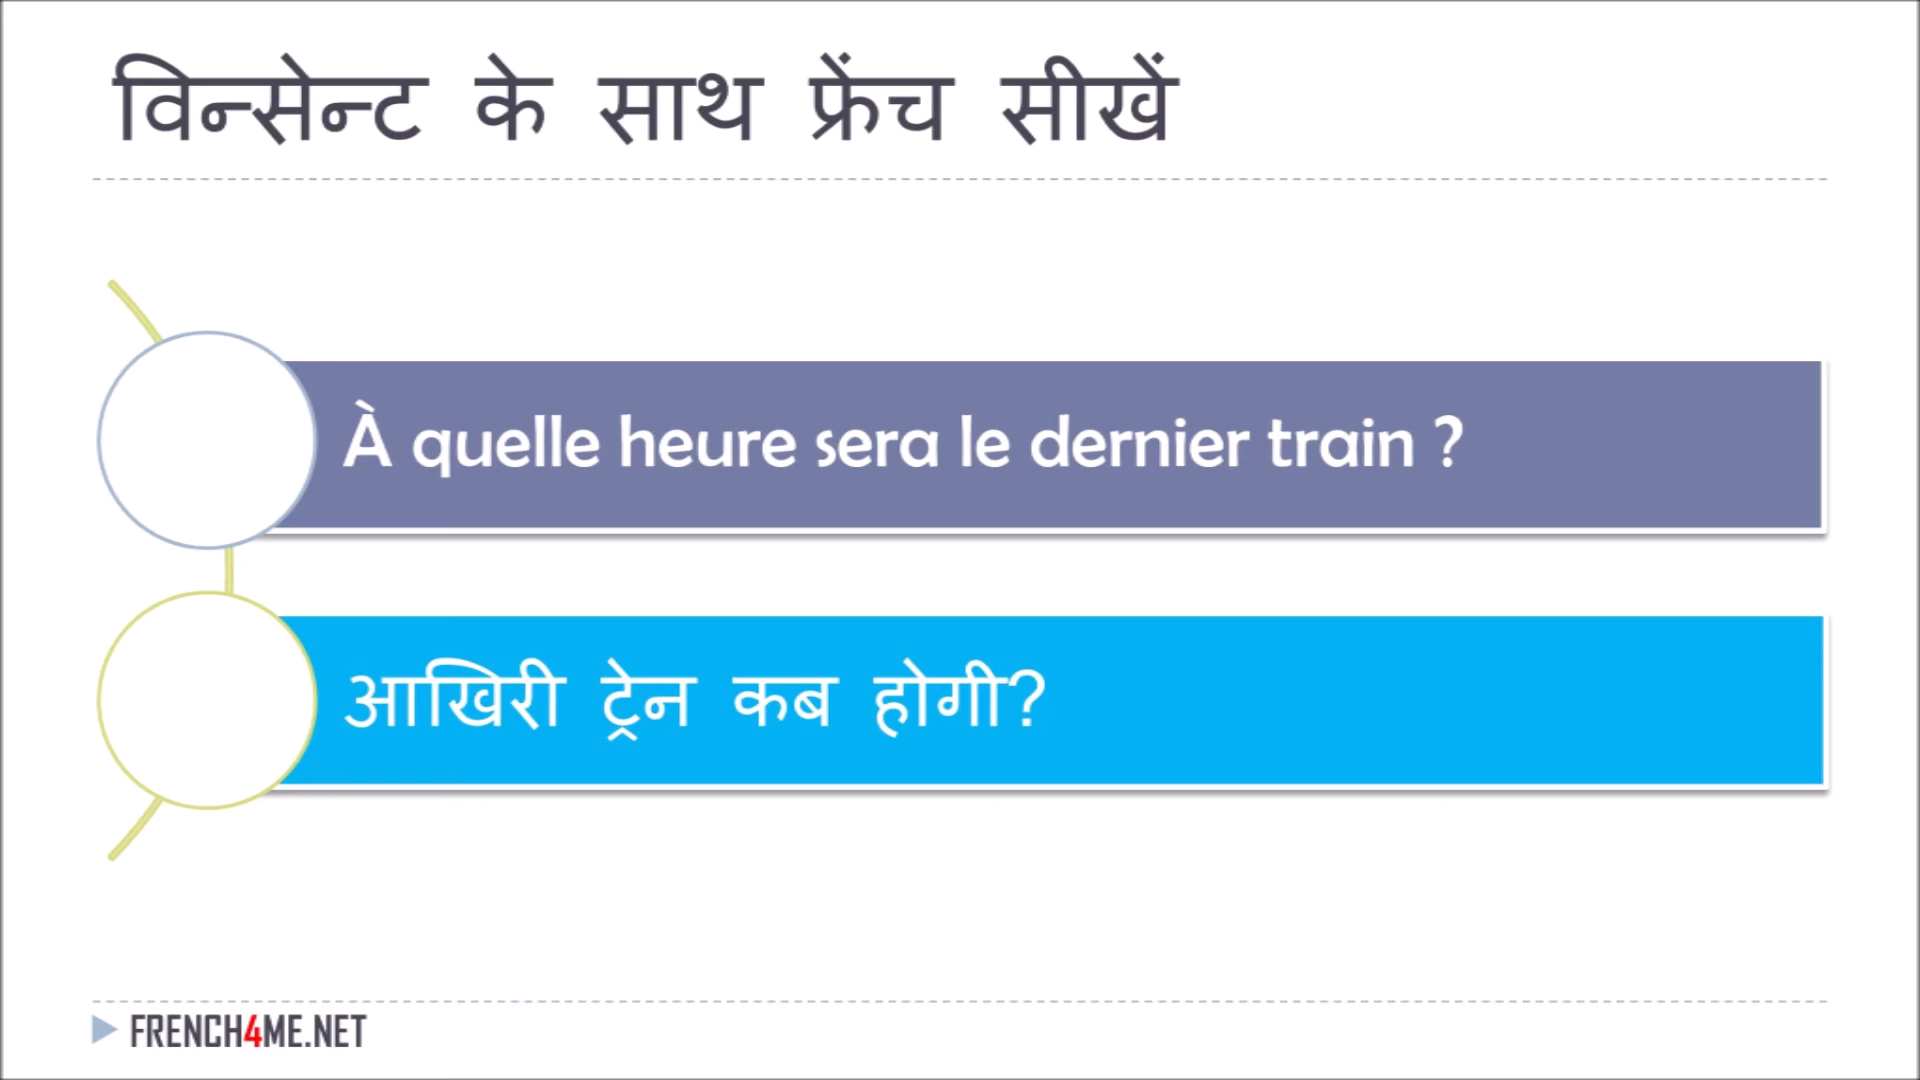 विन्सेन्ट के साथ फ्रेंच सीखें
À quelle heure sera le dernier train ?
आखिरी ट्रेन कब होगी?
FRENCH4ME.NET